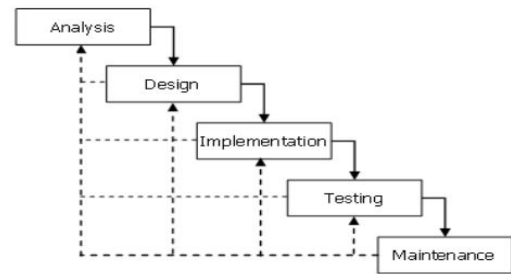 Analysis
Design
Implementation
Testing
Maintenance